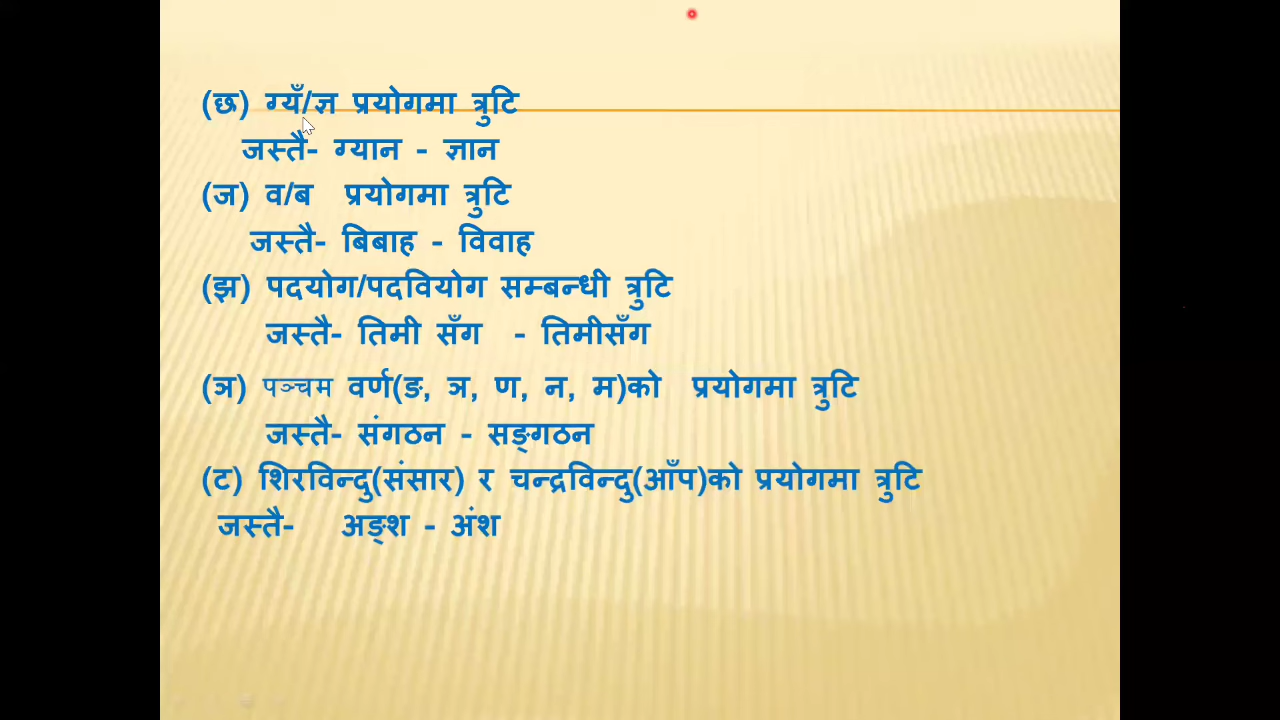 (छ) ग्यँ/ज्ञ प्रयोगमा त्रुटि
जस्तै- ग्यान - ज्ञान
(ज) व/ब प्रयोगमा त्रुटि
जस्तै- बिबाह - विवाह
(झ) पदयोग/पदवियोग सम्बन्धी त्रुटि
जस्तै- तिमी सँग - तिमीसँग
(ञ) पञ्चम वर्ण(ङ, ञ, ण, न, म)को प्रयोगमा त्रुटि
जस्तै- संगठन - सङ्गठन
(ट) शिरविन्दु(संसार) र चन्द्रविन्दु(आँप)को प्रयोगमा त्रुटि
जस्तै- अङ्श - अंश